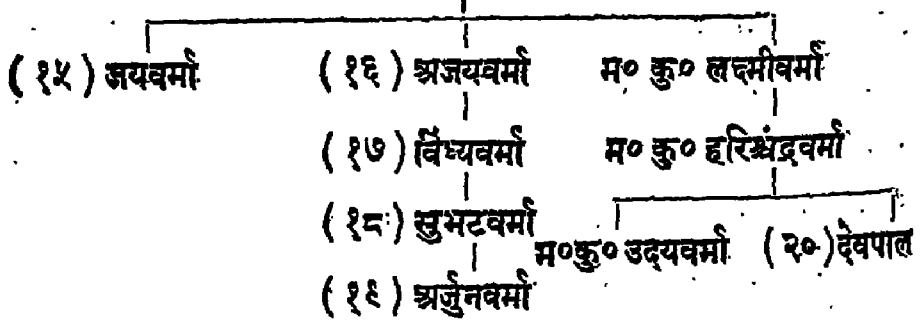 (१५) जयवर्मा (१६) अजयवर्मा म० कु० लक्ष्मीवर्मा
(१७) विंध्यवर्मा म० कु० हरिश्चंद्रवर्मा
(१८) सुभटवर्मा म०कु० उदयवर्मा (२०) देवपाल
(१९) अर्जुनवर्मा